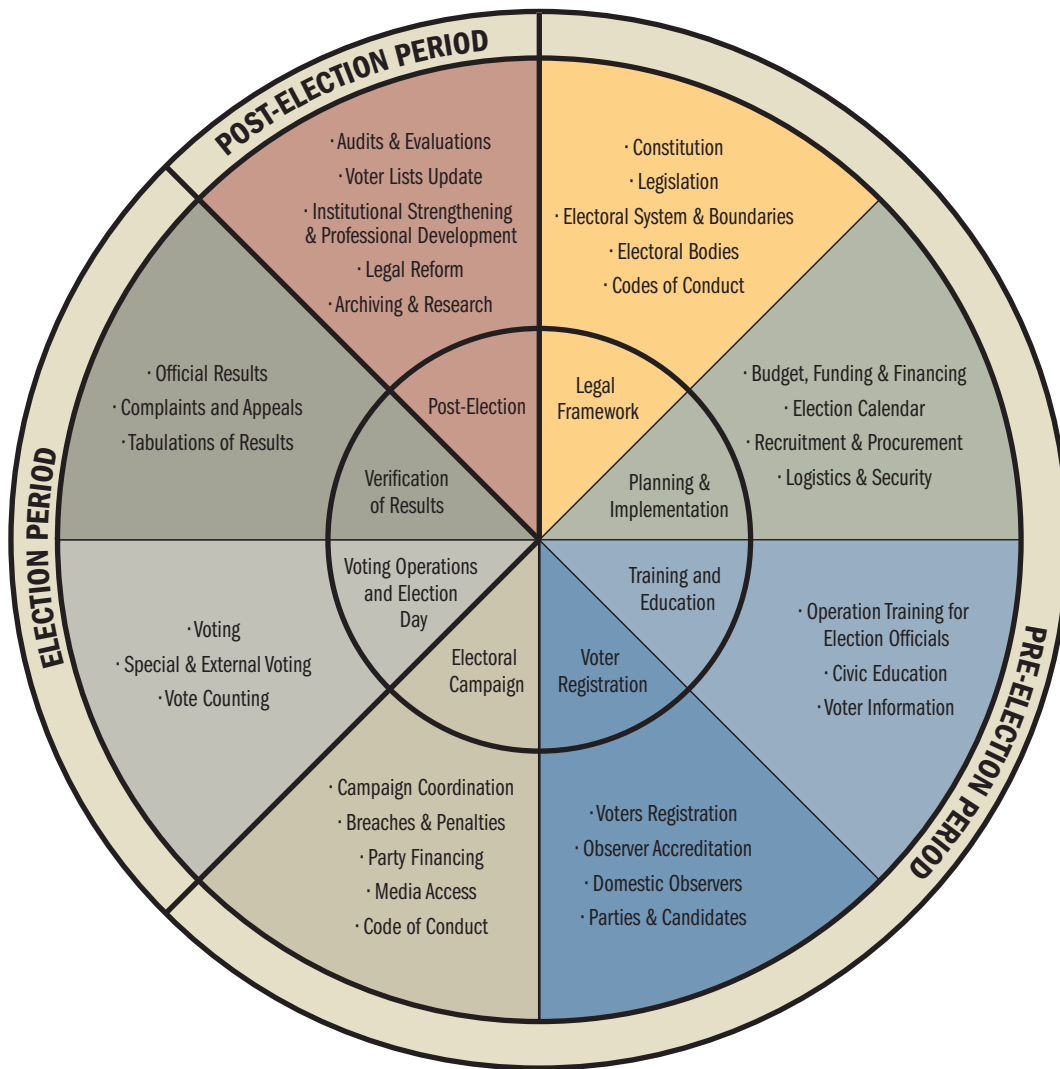 POST-ELECTION PERIOD
· Audits & Evaluations
· Voter Lists Update
· Institutional Strengthening
& Professional Development
· Legal Reform
· Archiving & Research
Post-Election
· Constitution
· Legislation
· Electoral System & Boundaries
· Electoral Bodies
· Codes of Conduct
Legal
Framework
· Budget, Funding & Financing
· Election Calendar
· Recruitment & Procurement
· Logistics & Security
Planning &
Implementation
PRE-ELECTION PERIOD
· Operation Training for
Election Officials
· Civic Education
· Voter Information
Training and
Education
Voter
Registration
· Voters Registration
· Observer Accreditation
· Domestic Observers
· Parties & Candidates
Electoral
Campaign
· Campaign Coordination
· Breaches & Penalties
· Party Financing
· Media Access
· Code of Conduct
ELECTION PERIOD
Voting Operations
and Election
Day
· Voting
· Special & External Voting
· Vote Counting
Verification
of Results
· Official Results
· Complaints and Appeals
· Tabulations of Results